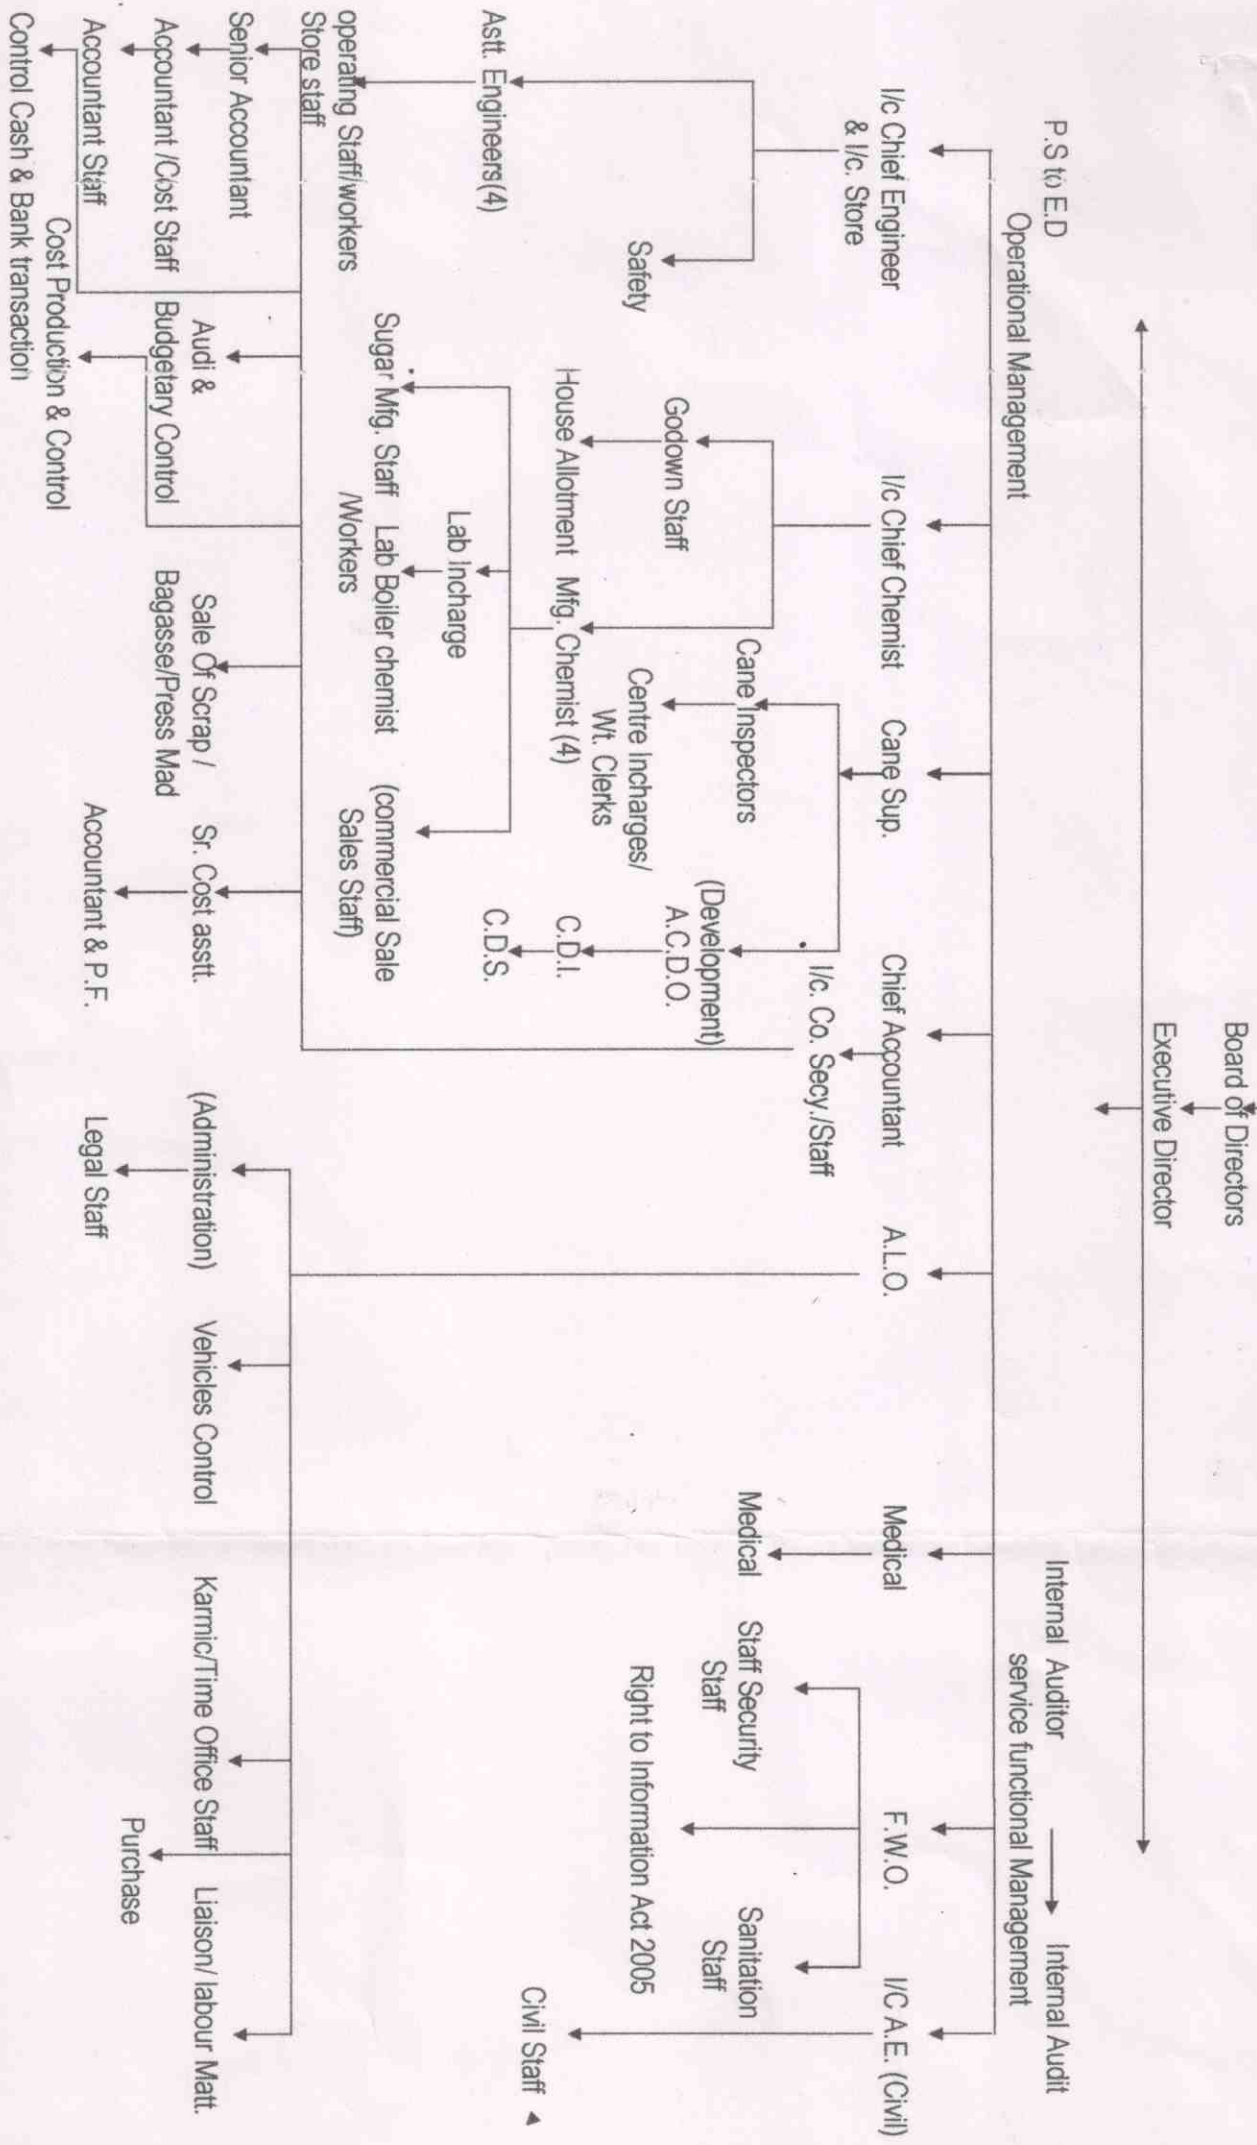 Board of Directors
Executive Director
P.S to E.D
Internal Auditor
Internal Audit
Operational Management
service functional Management
I/c Chief Engineer
& I/c. Store
I/c Chief Chemist
Cane Sup.
Chief Accountant
A.L.O.
Medical
F.W.O.
I/C A.E. (Civil)
I/c. Co. Secy./Staff
Safety
Godown Staff
Cane Inspectors
(Development)
A.C.D.O.
Medical
Staff Security
Staff
Sanitation
Staff
Centre Incharges/
Wt. Clerks
Right to Information Act 2005
House Allotment
Mfg. Chemist (4)
C.D.I.
Astt. Engineers(4)
C.D.S.
Civil Staff
Lab Incharge
operating Staff/workers
Store staff
Sugar Mfg. Staff
Lab Boiler chemist
/Workers
(commercial Sale
Sales Staff)
Senior Accountant
Audi &
Budgetary Control
Sale Of Scrap /
Bagasse/Press Mad
Sr. Cost asstt.
(Administration)
Vehicles Control
Karmic/Time Office Staff
Liaison/ labour Matt.
Accountant /Cost Staff
Purchase
Accountant Staff
Accountant & P.F.
Legal Staff
Cost Production & Control
Control Cash & Bank transaction